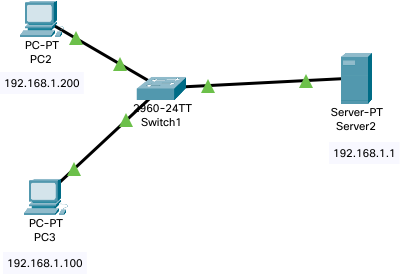 PC-PT
PC2
192.168.1.200
2960-24TT
Switch1
Server-PT
Server2
192.168.1.1
PC-PT
PC3
192.168.1.100